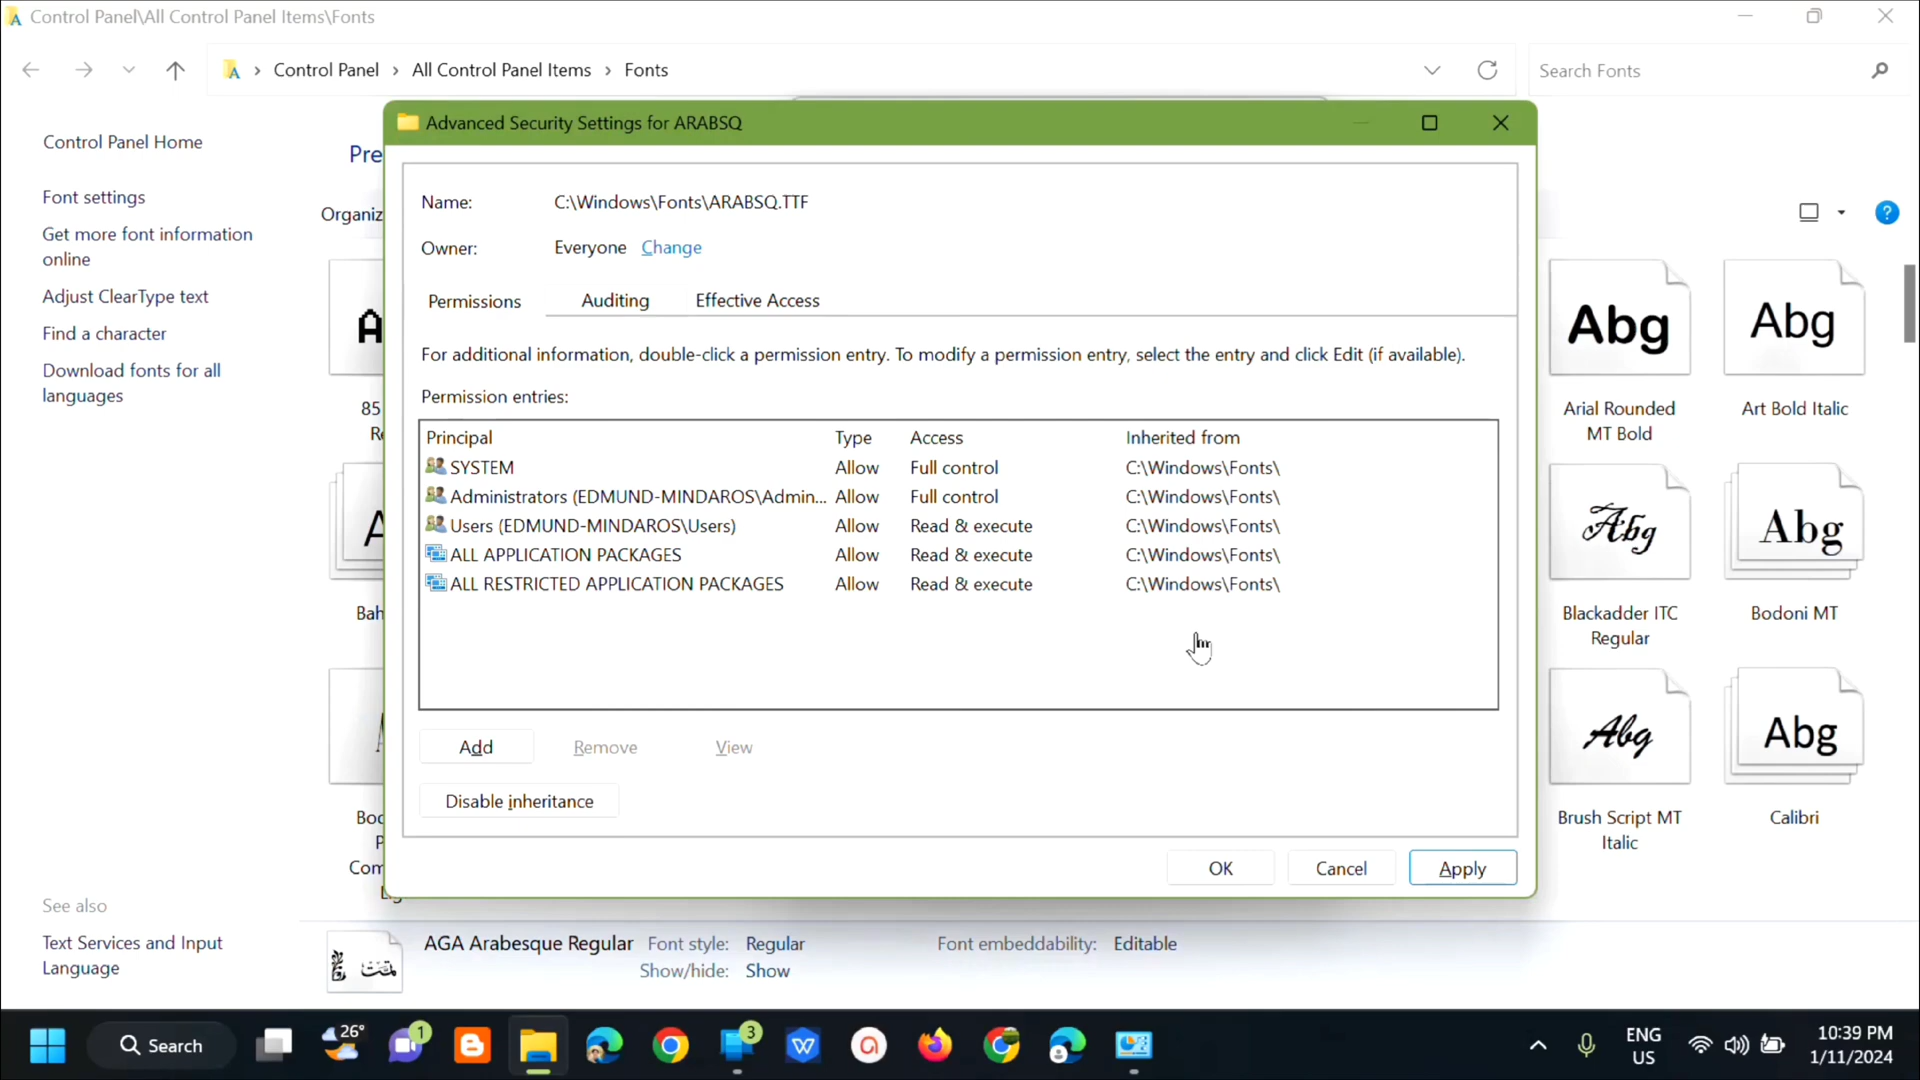 Control Panel\All Control Panel Items\Fonts
Control Panel > All Control Panel Items > Fonts
Search Fonts
Control Panel Home
Font settings
Get more font information
online
Adjust ClearType text
Find a character
Download fonts for all
languages
See also
Text Services and Input
Language
Pre
Organiz
85
Re
Bah
Boo
P
Com
Advanced Security Settings for ARABSQ
Name: C:\Windows\Fonts\ARABSQ.TTF
Owner: Everyone Change
Permissions Auditing Effective Access
For additional information, double-click a permission entry. To modify a permission entry, select the entry and click Edit (if available).
Permission entries:
Principal Type Access Inherited from
SYSTEM Allow Full control C:\Windows\Fonts\
Administrators (EDMUND-MINDAROS\Admin... Allow Full control C:\Windows\Fonts\
Users (EDMUND-MINDAROS\Users) Allow Read & execute C:\Windows\Fonts\
ALL APPLICATION PACKAGES Allow Read & execute C:\Windows\Fonts\
ALL RESTRICTED APPLICATION PACKAGES Allow Read & execute C:\Windows\Fonts\
Add Remove View
Disable inheritance
OK Cancel Apply
Abg Abg
Arial Rounded
MT Bold
Art Bold Italic
Abg Abg
Blackadder ITC
Regular
Bodoni MT
Abg Abg
Brush Script MT
Italic
Calibri
AGA Arabesque Regular Font style: Regular Font embeddability: Editable
Show/hide: Show
Search
26°
1
3
ENG
US
10:39 PM
1/11/2024